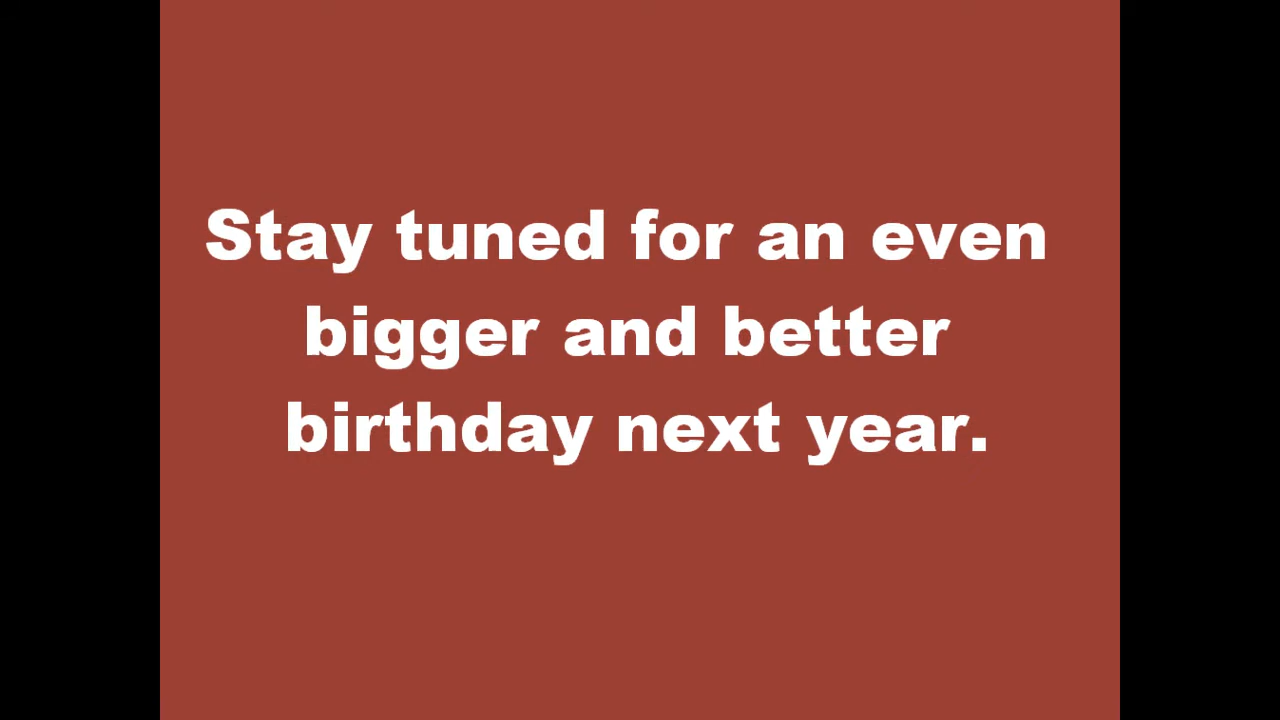 Stay tuned for an even
bigger and better
birthday next year.